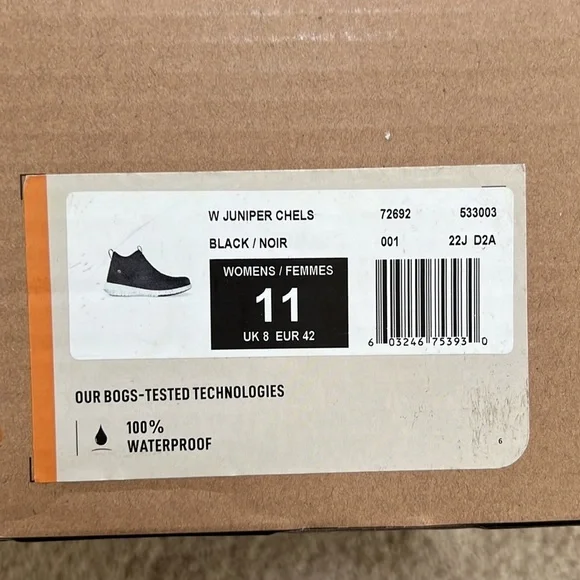 W JUNIPER CHELS 72692 533003
BLACK / NOIR 001 22J D2A
WOMENS / FEMMES
11
UK 8 EUR 42
6 03246 75393 0
OUR BOGS-TESTED TECHNOLOGIES
100%
WATERPROOF
6